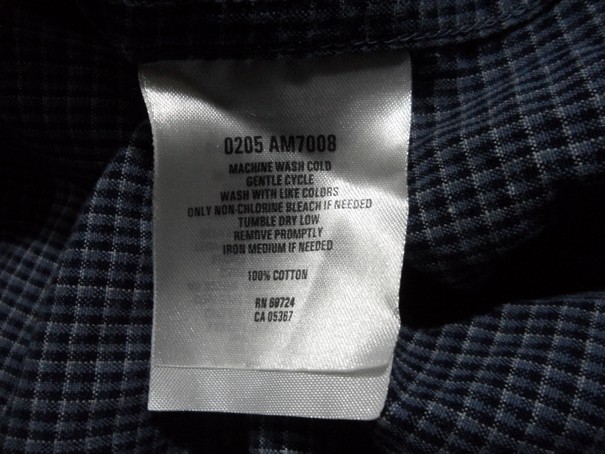 0205 AM7008
MACHINE WASH COLD
GENTLE CYCLE
WASH WITH LIKE COLORS
ONLY NON-CHLORINE BLEACH IF NEEDED
TUMBLE DRY LOW
REMOVE PROMPTLY
IRON MEDIUM IF NEEDED
100% COTTON
RN 69724
CA 05367